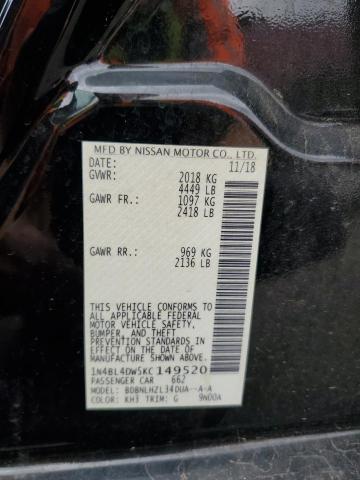 MFD BY NISSAN MOTOR CO., LTD.
DATE: 11/18
GVWR: 2018 KG
4449 LB
GAWR FR: 1097 KG
2418 LB
GAWR RR: 969 KG
2136 LB
THIS VEHICLE CONFORMS TO
ALL APPLICABLE FEDERAL
MOTOR VEHICLE SAFETY,
BUMPER, AND THEFT
PREVENTION STANDARDS IN
EFFECT ON THE DATE OF
MANUFACTURE SHOWN ABOVE.
1N4BL4DW5KC149520
PASSENGER CAR 662
BDBNLHZL34DUA--A-A
COLOR: KH3 TRIM: G 9N00A